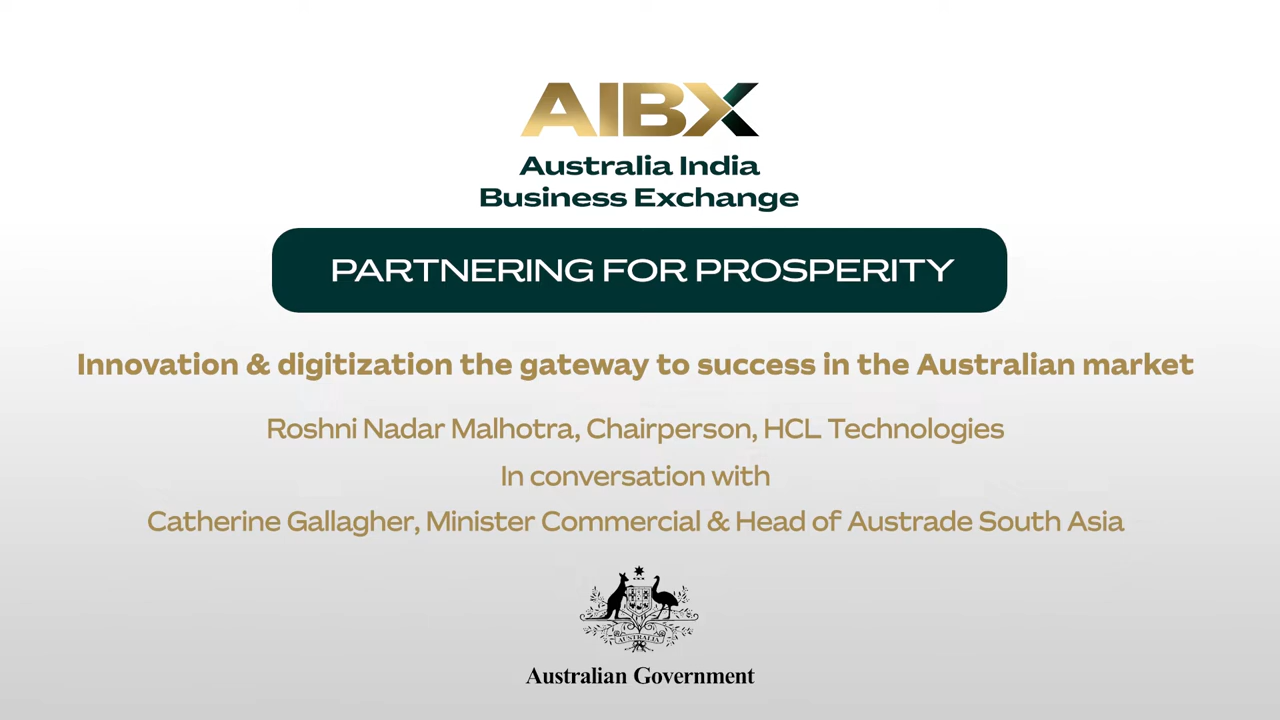 AIBX
Australia India
Business Exchange
PARTNERING FOR PROSPERITY
Innovation & digitization the gateway to success in the Australian market
Roshni Nadar Malhotra, Chairperson, HCL Technologies
In conversation with
Catherine Gallagher, Minister Commercial & Head of Austrade South Asia
AUSTRALIA
Australian Government